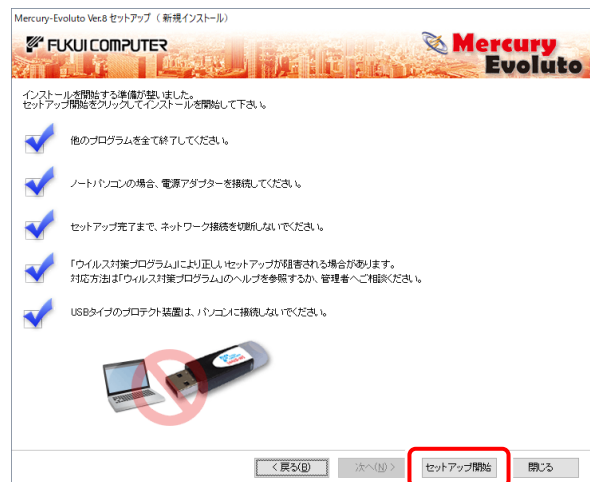 Mercury-Evoluto Ver.8 セットアップ（新規インストール）
FUKUI COMPUTER
Mercury
Evoluto
インストールを開始する準備が整いました。
セットアップ開始をクリックしてインストールを開始して下さい。
他のプログラムを全て終了してください。
ノートパソコンの場合、電源アダプターを接続してください。
セットアップ完了まで、ネットワーク接続を切断しないでください。
「ウイルス対策プログラム」により正しいセットアップが阻害される場合があります。
対応方法は「ウィルス対策プログラム」のヘルプを参照するか、管理者へご相談ください。
USBタイプのプロテクト装置は、パソコンに接続しないでください。
< 戻る(B) 次へ(N) > セットアップ開始 閉じる